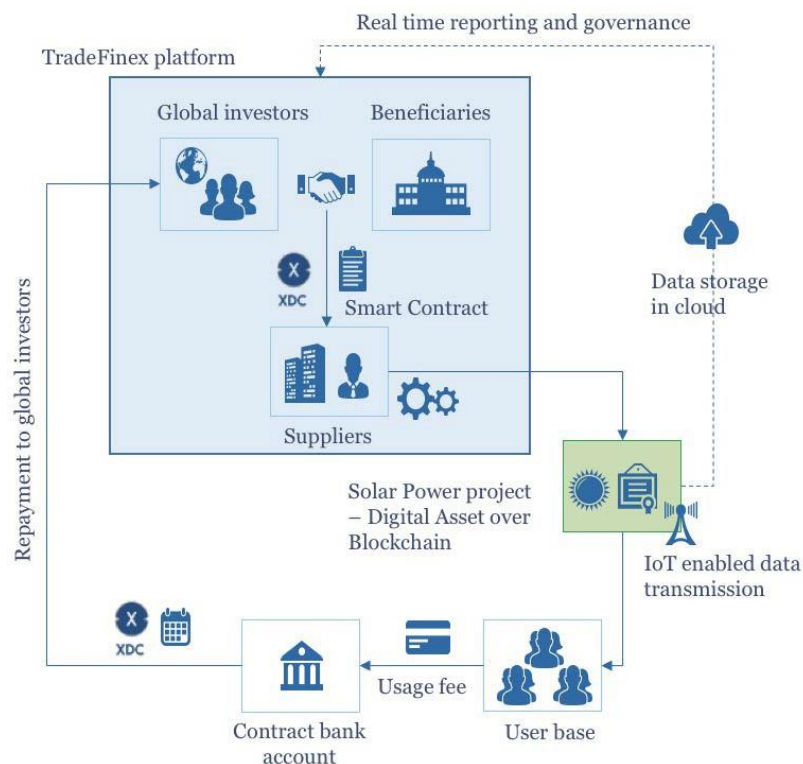 Real time reporting and governance
TradeFinex platform
Global investors
Beneficiaries
X
XDC
Smart Contract
Suppliers
Data storage
in cloud
Repayment to global investors
Solar Power project
– Digital Asset over
Blockchain
IoT enabled data
transmission
X
XDC
Usage fee
Contract bank
account
User base